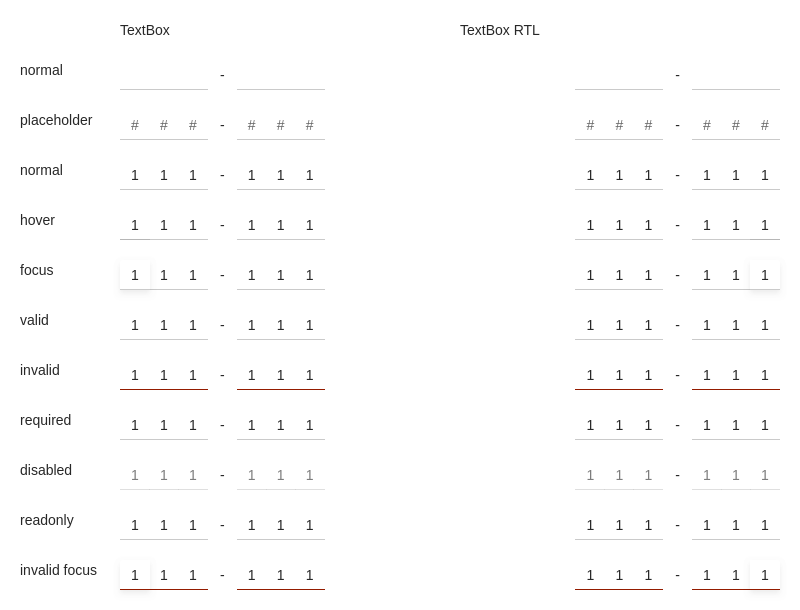 TextBox TextBox RTL
normal - -
placeholder # # # - # # # # # # - # # #
normal 1 1 1 - 1 1 1 1 1 1 - 1 1 1
hover 1 1 1 - 1 1 1 1 1 1 - 1 1 1
focus 1 1 1 - 1 1 1 1 1 1 - 1 1 1
valid 1 1 1 - 1 1 1 1 1 1 - 1 1 1
invalid 1 1 1 - 1 1 1 1 1 1 - 1 1 1
required 1 1 1 - 1 1 1 1 1 1 - 1 1 1
disabled 1 1 1 - 1 1 1 1 1 1 - 1 1 1
readonly 1 1 1 - 1 1 1 1 1 1 - 1 1 1
invalid focus 1 1 1 - 1 1 1 1 1 1 - 1 1 1